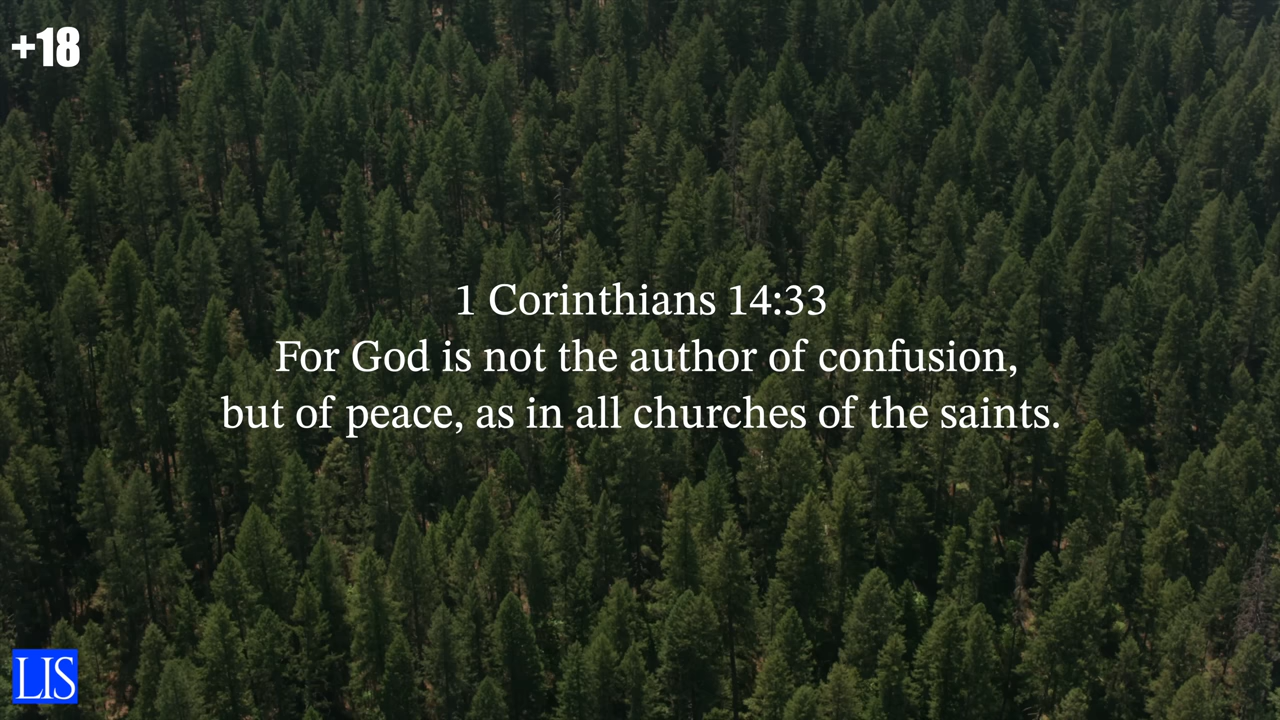 +18
1 Corinthians 14:33
For God is not the author of confusion,
but of peace, as in all churches of the saints.
LIS